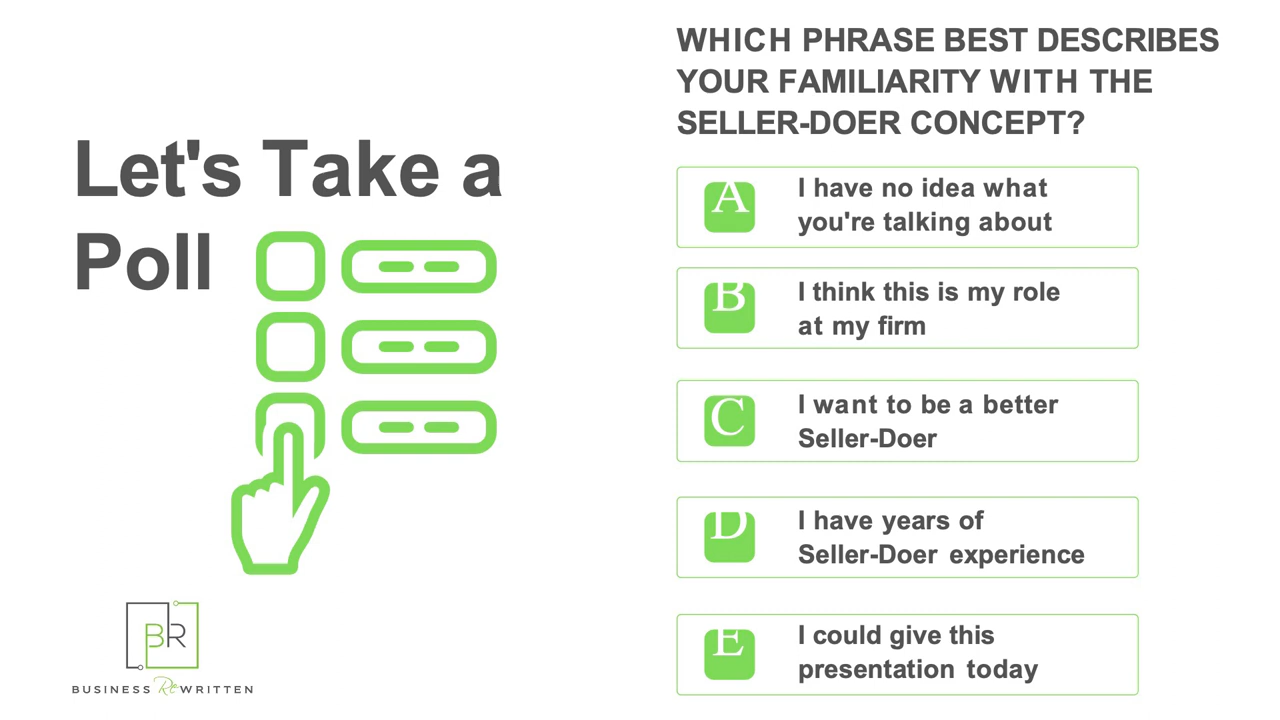 Let's Take a
Poll
BR
BUSINESS ReWRITTEN
WHICH PHRASE BEST DESCRIBES
YOUR FAMILIARITY WITH THE
SELLER-DOER CONCEPT?
A
I have no idea what
you're talking about
B
I think this is my role
at my firm
C
I want to be a better
Seller-Doer
D
I have years of
Seller-Doer experience
E
I could give this
presentation today